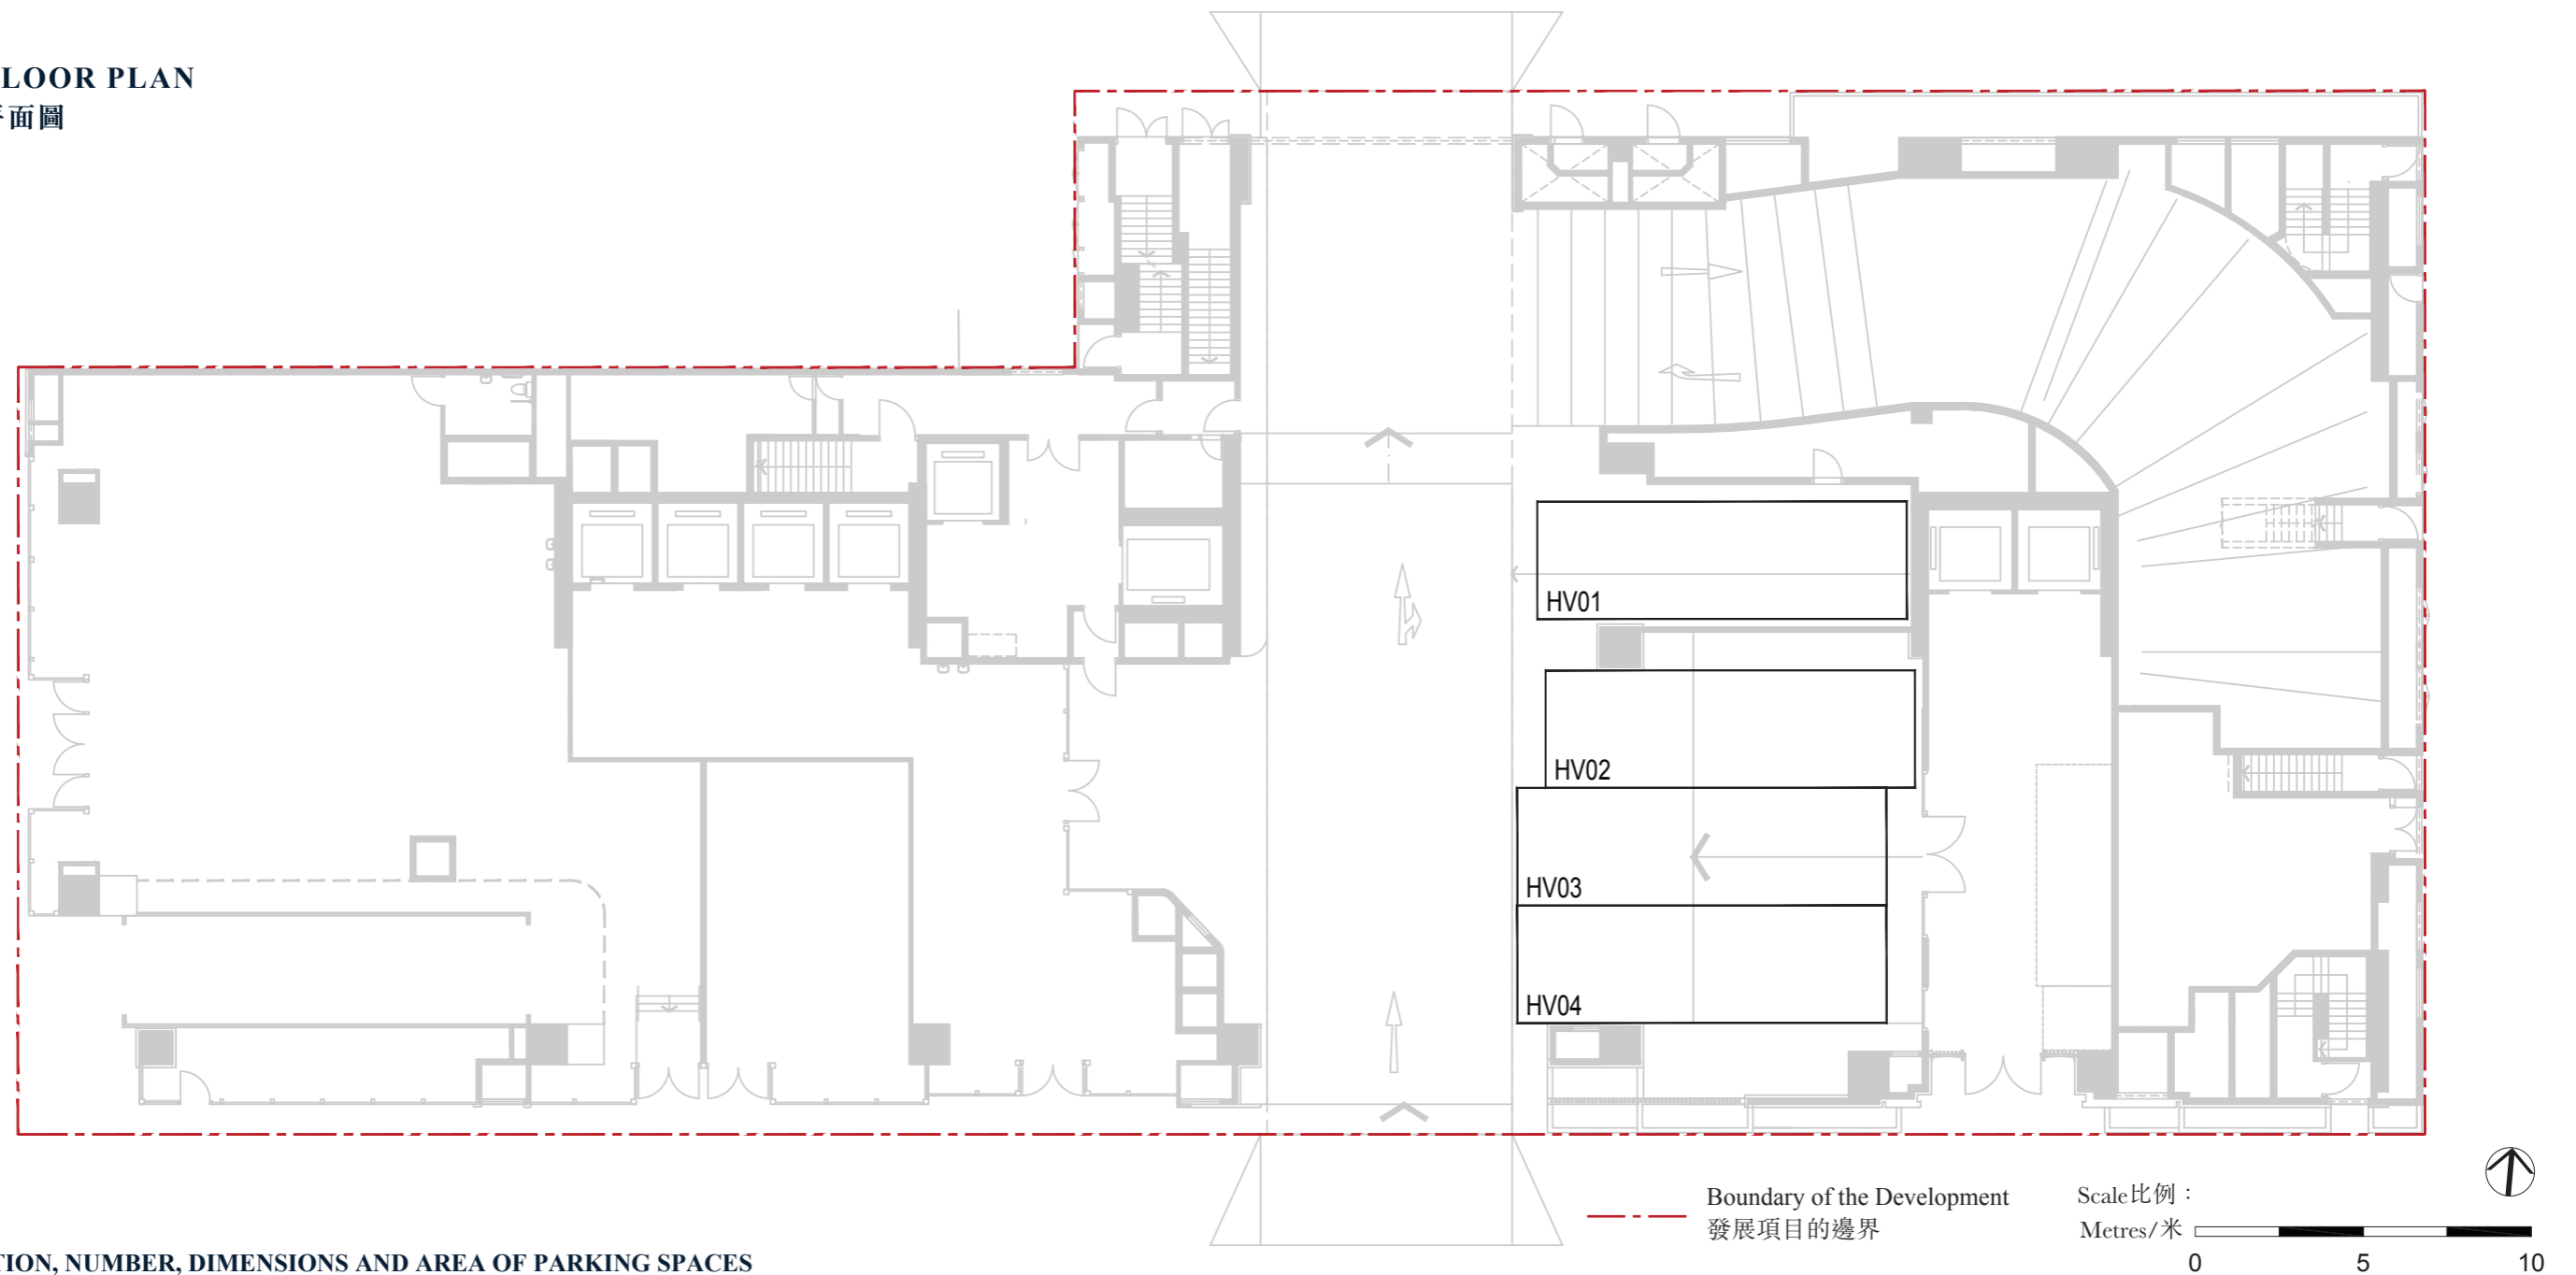 LOOR PLAN
面圖
HV01
HV02
HV03
HV04
Boundary of the Development
發展項目的邊界
Scale比例：
Metres/米
0 5 10
TION, NUMBER, DIMENSIONS AND AREA OF PARKING SPACES